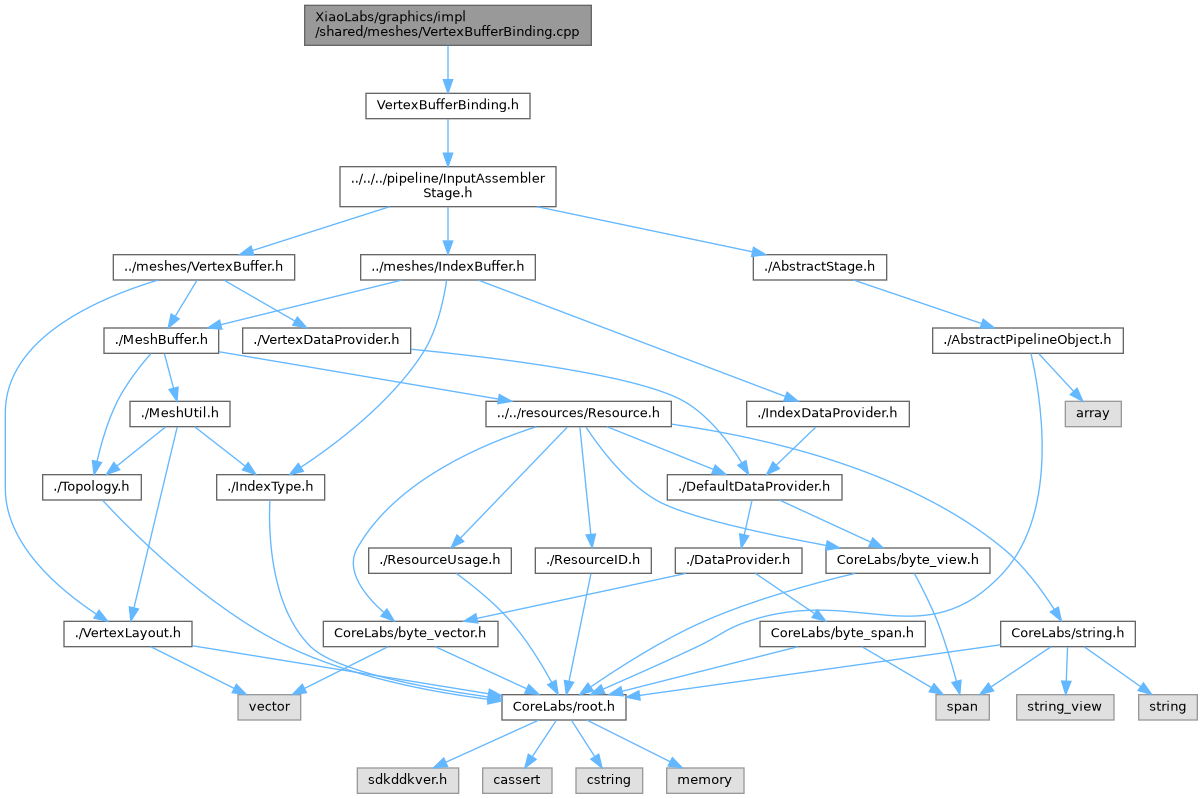 XiaoLabs/graphics/impl
/shared/meshes/VertexBufferBinding.cpp
VertexBufferBinding.h
../../../pipeline/InputAssembler
Stage.h
../meshes/VertexBuffer.h
../meshes/IndexBuffer.h
./AbstractStage.h
./MeshBuffer.h
./VertexDataProvider.h
./AbstractPipelineObject.h
./MeshUtil.h
../../resources/Resource.h
./IndexDataProvider.h
array
./Topology.h
./IndexType.h
./DefaultDataProvider.h
./ResourceUsage.h
./ResourceID.h
./DataProvider.h
CoreLabs/byte_view.h
./VertexLayout.h
CoreLabs/byte_vector.h
CoreLabs/byte_span.h
CoreLabs/string.h
vector
CoreLabs/root.h
span
string_view
string
sdkddkver.h
cassert
cstring
memory